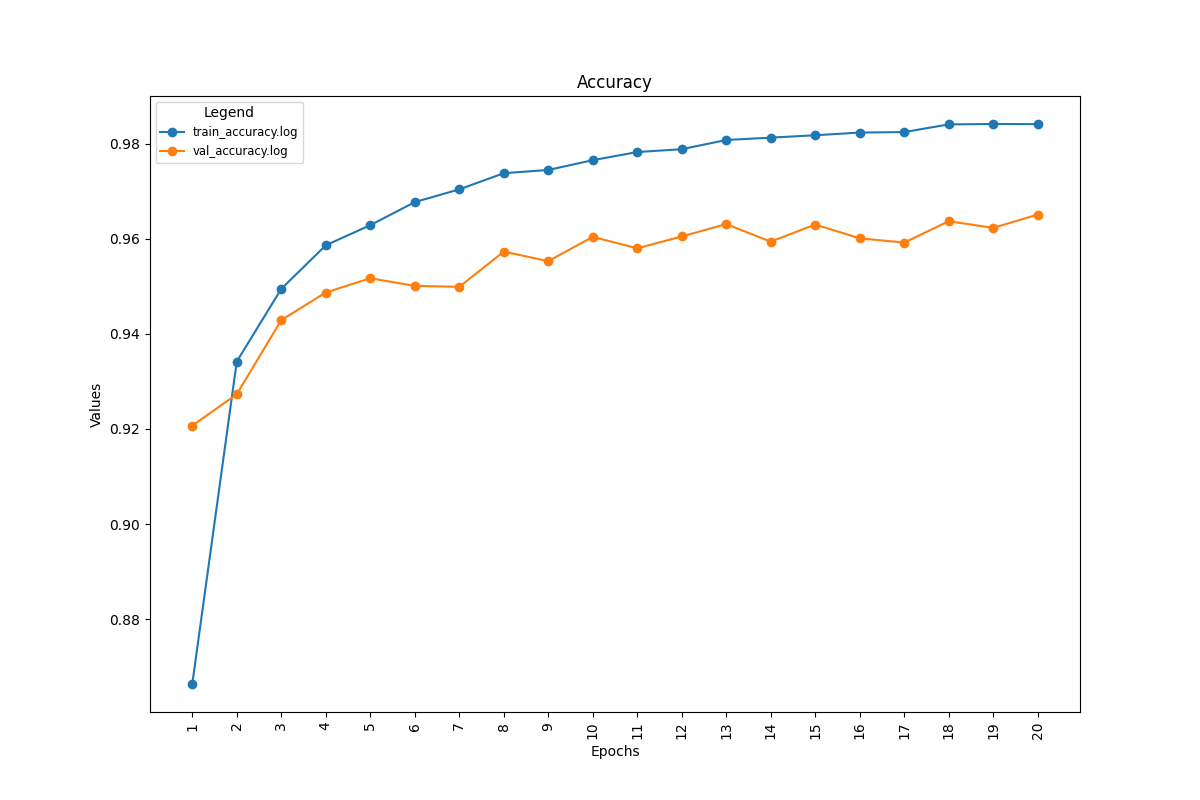 Accuracy
Legend
train_accuracy.log
val_accuracy.log
0.98
0.96
0.94
0.92
0.90
0.88
Values
1 2 3 4 5 6 7 8 9 10 11 12 13 14 15 16 17 18 19 20
Epochs